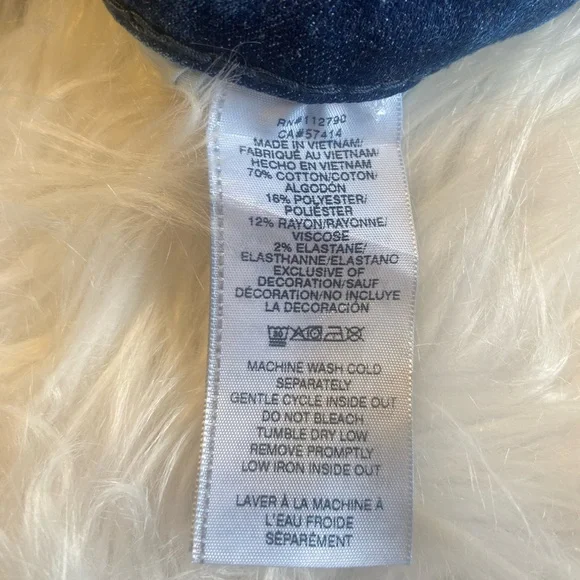 RN#112790
CA#57414
MADE IN VIETNAM/
FABRIQUÉ AU VIETNAM/
HECHO EN VIETNAM
70% COTTON/COTON/
ALGODÓN
16% POLYESTER/
POLIÉSTER
12% RAYON/RAYONNE/
VISCOSE
2% ELASTANE/
ELASTHANNE/ELASTANO
EXCLUSIVE OF
DECORATION/SAUF
DÉCORATION/NO INCLUYE
LA DECORACIÓN
MACHINE WASH COLD
SEPARATELY
GENTLE CYCLE INSIDE OUT
DO NOT BLEACH
TUMBLE DRY LOW
REMOVE PROMPTLY
LOW IRON INSIDE OUT
LAVER À LA MACHINE À
L'EAU FROIDE
SÉPARÉMENT